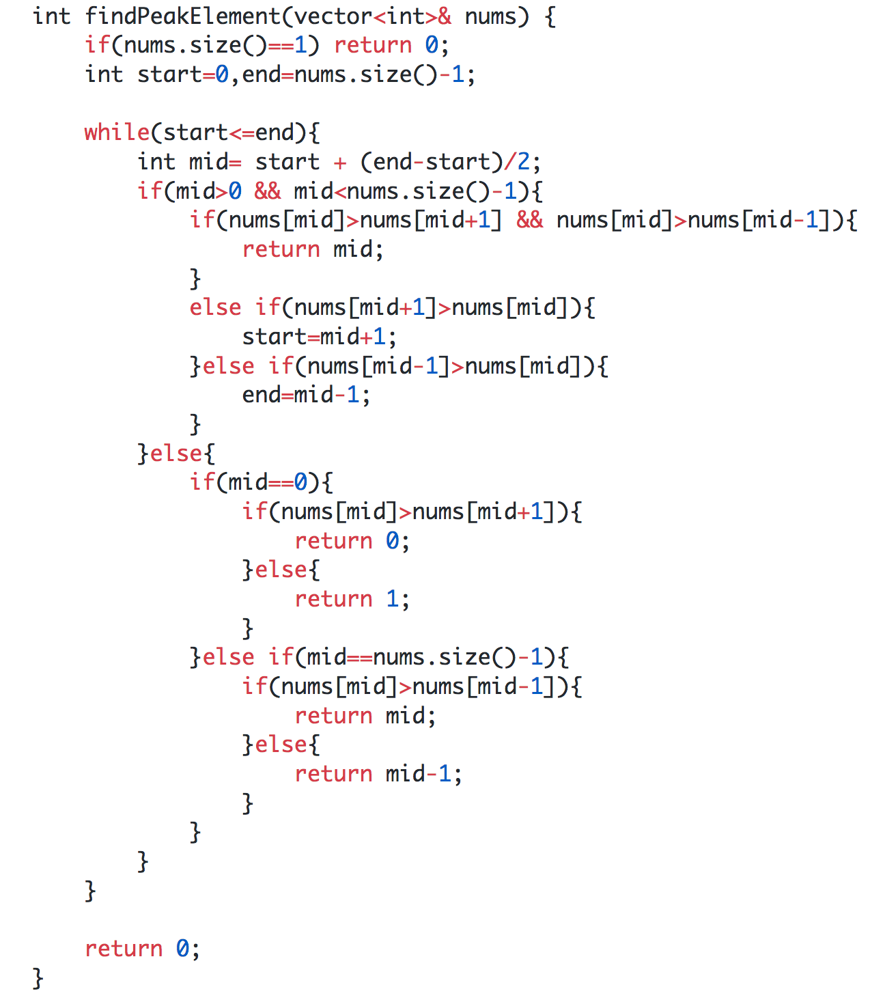 int findPeakElement(vector<int>& nums) {
    if(nums.size()==1) return 0;
    int start=0,end=nums.size()-1;

    while(start<=end){
        int mid= start + (end-start)/2;
        if(mid>0 && mid<nums.size()-1){
            if(nums[mid]>nums[mid+1] && nums[mid]>nums[mid-1]){
                return mid;
            }
            else if(nums[mid+1]>nums[mid]){
                start=mid+1;
            }else if(nums[mid-1]>nums[mid]){
                end=mid-1;
            }
        }else{
            if(mid==0){
                if(nums[mid]>nums[mid+1]){
                    return 0;
                }else{
                    return 1;
                }
            }else if(mid==nums.size()-1){
                if(nums[mid]>nums[mid-1]){
                    return mid;
                }else{
                    return mid-1;
                }
            }
        }
    }

    return 0;
}